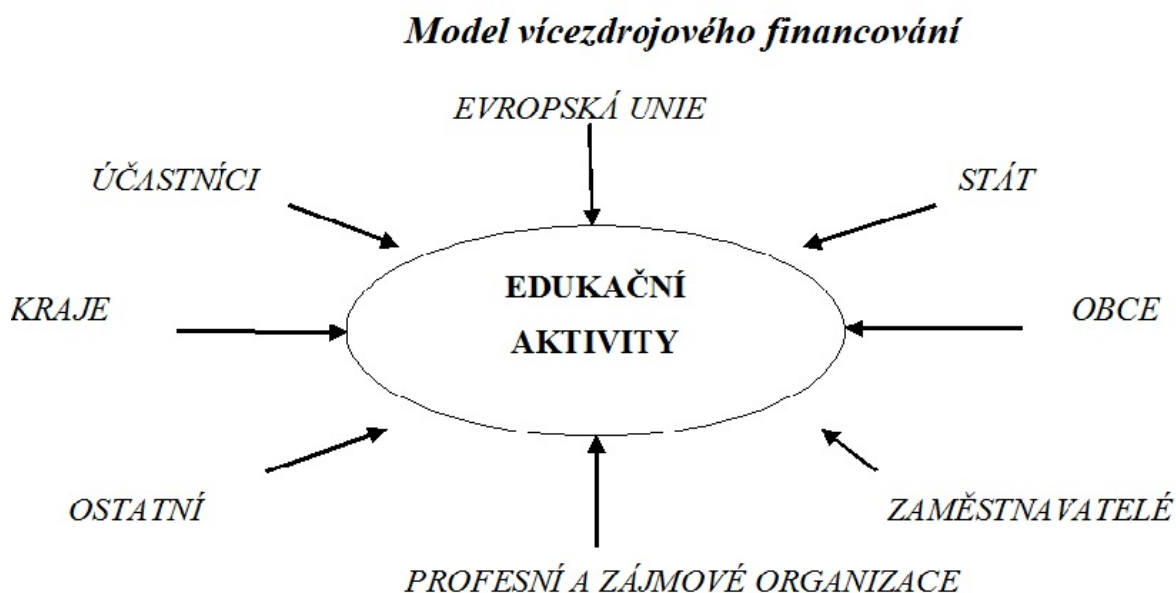 Model vícezdrojového financování
EVROPSKÁ UNIE
ÚČASTNÍCI
STÁT
EDUKAČNÍ
AKTIVITY
KRAJE
OBCE
OSTATNÍ
ZAMĚSTNAVATELÉ
PROFESNÍ A ZÁJMOVÉ ORGANIZACE